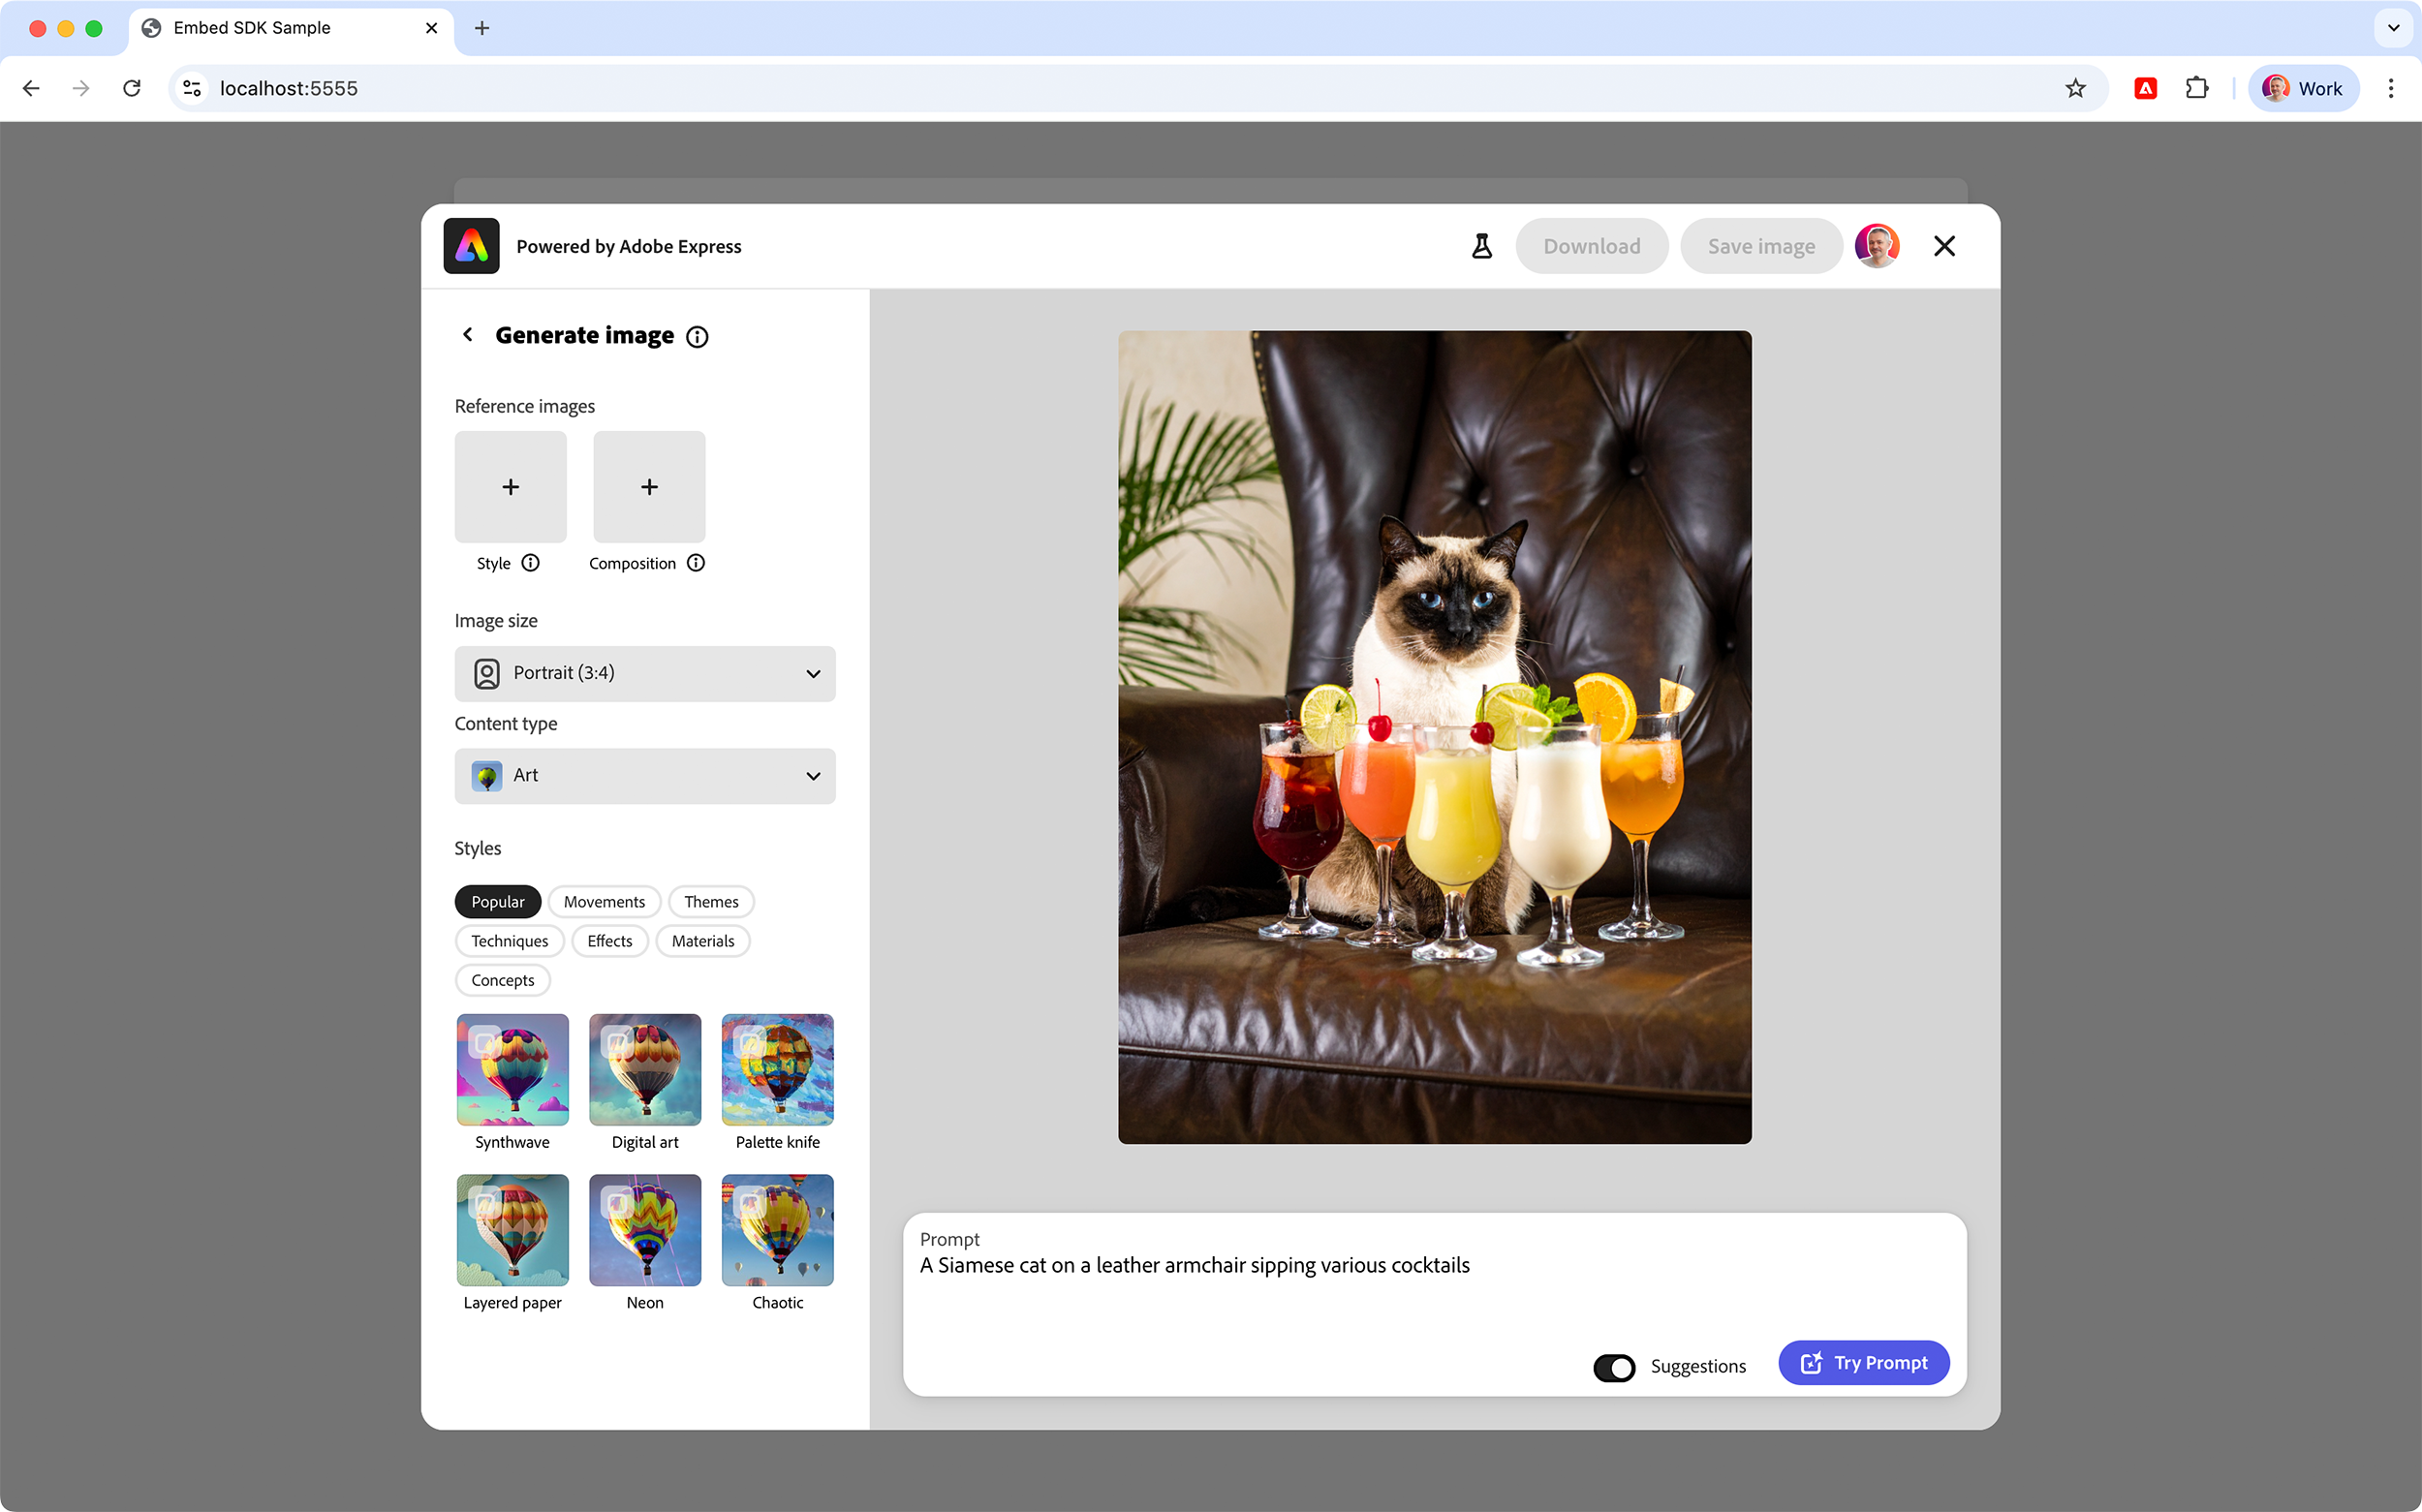 Embed SDK Sample
localhost:5555
Work
Powered by Adobe Express
Download
Save image
Generate image
Reference images
Style
Composition
Image size
Portrait (3:4)
Content type
Art
Styles
Popular
Movements
Themes
Techniques
Effects
Materials
Concepts
Synthwave
Digital art
Palette knife
Layered paper
Neon
Chaotic
Prompt
A Siamese cat on a leather armchair sipping various cocktails
Suggestions
Try Prompt